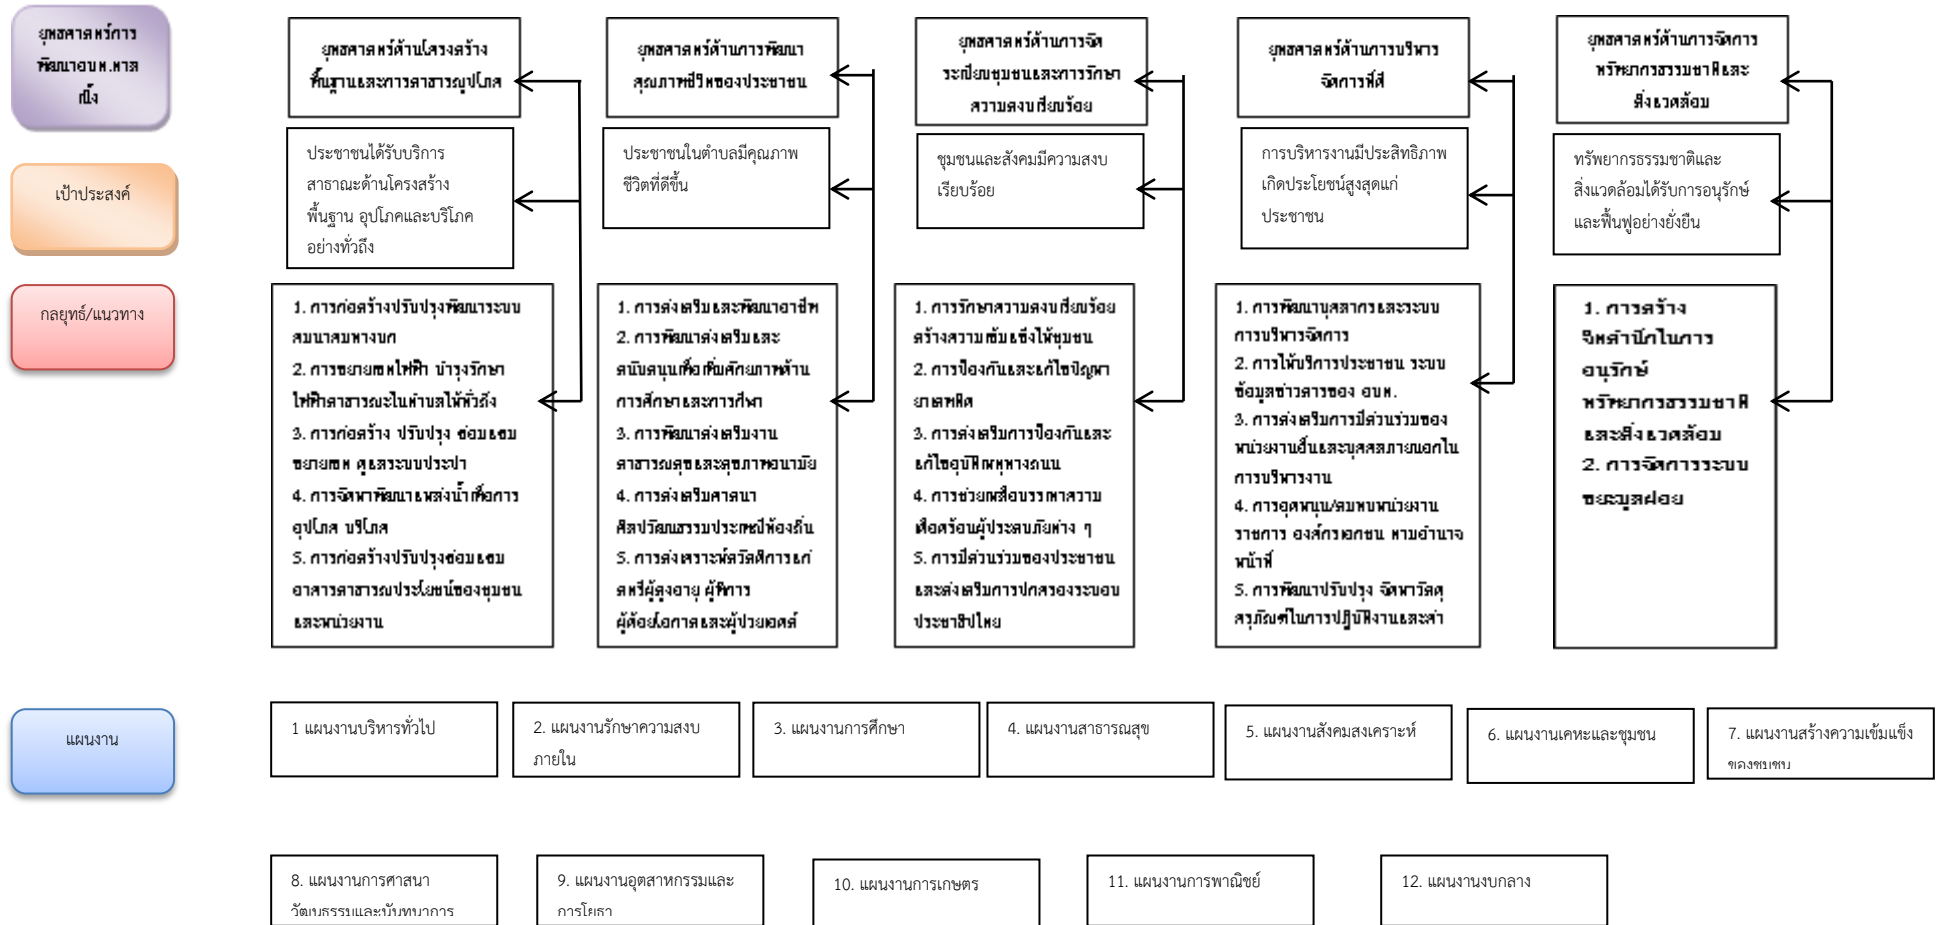 ยุทธศาสตร์การ
พัฒนาอบต.ตาล
เนิ้ง
ยุทธศาสตร์ด้านโครงสร้าง
พื้นฐานและการสาธารณูปโภค
ยุทธศาสตร์ด้านการพัฒนา
คุณภาพชีวิตของประชาชน
ยุทธศาสตร์ด้านการจัด
ระเบียบชุมชนและการรักษา
ความสงบเรียบร้อย
ยุทธศาสตร์ด้านการบริหาร
จัดการที่ดี
ยุทธศาสตร์ด้านการจัดการ
ทรัพยากรธรรมชาติและ
สิ่งแวดล้อม
เป้าประสงค์
ประชาชนได้รับบริการ
สาธาณะด้านโครงสร้าง
พื้นฐาน อุปโภคและบริโภค
อย่างทั่วถึง
ประชาชนในตำบลมีคุณภาพ
ชีวิตที่ดีขึ้น
ชุมชนและสังคมมีความสงบ
เรียบร้อย
การบริหารงานมีประสิทธิภาพ
เกิดประโยชน์สูงสุดแก่
ประชาชน
ทรัพยากรธรรมชาติและ
สิ่งแวดล้อมได้รับการอนุรักษ์
และฟื้นฟูอย่างยั่งยืน
กลยุทธ์/แนวทาง
1. การก่อสร้างปรับปรุงพัฒนาระบบ
คมนาคมทางบก
2. การขยายเขตไฟฟ้า บำรุงรักษา
ไฟฟ้าสาธารณะในตำบลให้ทั่วถึง
3. การก่อสร้าง ปรับปรุง ซ่อมแซม
ขยายเขต ดูแลระบบประปา
4. การจัดหาพัฒนาแหล่งน้ำเพื่อการ
อุปโภค บริโภค
5. การก่อสร้างปรับปรุงซ่อมแซม
อาคารสาธารณประโยชน์ของชุมชน
และหน่วยงาน
1. การส่งเสริมและพัฒนาอาชีพ
2. การพัฒนาส่งเสริมและ
สนับสนุนเพื่อเพิ่มศักยภาพด้าน
การศึกษาและการกีฬา
3. การพัฒนาส่งเสริมงาน
สาธารณสุขและสุขภาพอนามัย
4. การส่งเสริมศาสนา
ศิลปวัฒนธรรมประเพณีท้องถิ่น
5. การสงเคราะห์สวัสดิการแก่
สตรีผู้สูงอายุ ผู้พิการ
ผู้ด้อยโอกาสและผู้ป่วยเอดส์
1. การรักษาความสงบเรียบร้อย
สร้างความเข้มแข็งให้ชุมชน
2. การป้องกันและแก้ไขปัญหา
ยาเสพติด
3. การส่งเสริมการป้องกันและ
แก้ไขอุบัติเหตุทางถนน
4. การช่วยเหลือบรรเทาความ
เดือดร้อนผู้ประสบภัยต่าง ๆ
5. การมีส่วนร่วมของประชาชน
และส่งเสริมการปกครองระบอบ
ประชาธิปไตย
1. การพัฒนาบุคลากรและระบบ
การบริหารจัดการ
2. การให้บริการประชาชน ระบบ
ข้อมูลข่าวสารของ อบต.
3. การส่งเสริมการมีส่วนร่วมของ
หน่วยงานอื่นและบุคคลภายนอกใน
การบริหารงาน
4. การอุดหนุน/สมทบหน่วยงาน
ราชการ องค์กรเอกชน ตามอำนาจ
หน้าที่
5. การพัฒนาปรับปรุง จัดหาวัสดุ
ครุภัณฑ์ในการปฏิบัติงานและค่า
1. การสร้าง
จิตสำนึกในการ
อนุรักษ์
ทรัพยากรธรรมชาติ
และสิ่งแวดล้อม
2. การจัดการระบบ
ขยะมูลฝอย
แผนงาน
1 แผนงานบริหารทั่วไป
2. แผนงานรักษาความสงบ
ภายใน
3. แผนงานการศึกษา
4. แผนงานสาธารณสุข
5. แผนงานสังคมสงเคราะห์
6. แผนงานเคหะและชุมชน
7. แผนงานสร้างความเข้มแข็ง
ของชุมชน
8. แผนงานการศาสนา
วัฒนธรรมและนันทนาการ
9. แผนงานอุตสาหกรรมและ
การโยธา
10. แผนงานการเกษตร
11. แผนงานการพาณิชย์
12. แผนงานงบกลาง